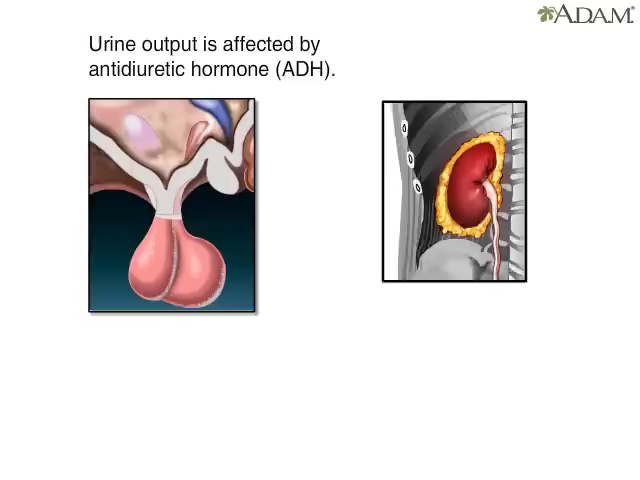 A.D.A.M.
Urine output is affected by
antidiuretic hormone (ADH).